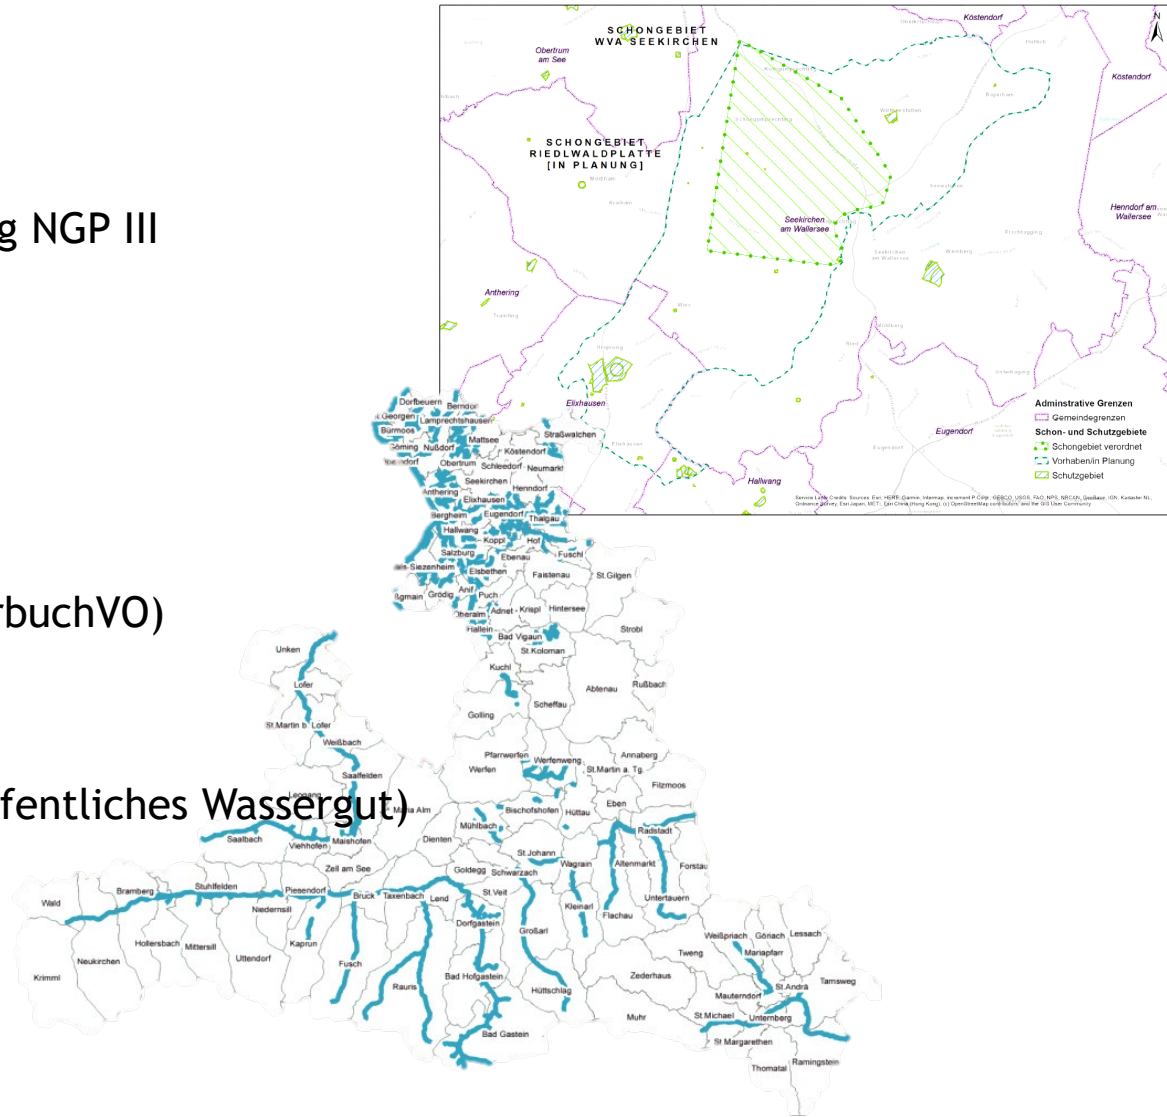 g NGP III
rbuchVO)
fentliches Wassergut)
SCHONGEBIET
WVA SEEKIRCHEN
Köstendorf
N
Obertrum
am See
Köstendorf
SCHONGEBIET
RIEDLWALDPLATTE
[IN PLANUNG]
Seekirchen
am Wallersee
Henndorf am
Wallersee
Seekirchen
am Wallersee
Anthering
Elixhausen
Eugendorf
Hallwang
Adminstrative Grenzen
Gemeindegrenzen
Schon- und Schutzgebiete
Schongebiet verordnet
Vorhaben/in Planung
Schutzgebiet
Dorfbeuern
Berndor
Georgen
Lamprechtshausen
Bürmoos
Straßwalchen
Göming
Nußdorf
Mattsee
Köstendorf
Obertrum
Schleedorf
Neumarkt
Seekirchen
Anthering
Henndorf
Elixhausen
Bergheim
Eugendorf
Thalgau
Hallwang
Koppl
Hof
Salzburg
Ebenau
Fuschl
Siezenheim
Elsbethen
Faistenau
St.Gilgen
Anif
Grödig
Puch
Adnet
Krispl
Hintersee
Oberalm
Hallein
Bad Vigaun
Strobl
Unken
St.Koloman
Kuchl
Lofer
Abtenau
Rußbach
Scheffau
Golling
St.Martin b. Lofer
Weißbach
Pfarrwerfen
Werfenweng
Annaberg
Werfen
St.Martin a. Tg.
Saalfelden
Filzmoos
Leogang
Maria Alm
Bischofshofen
Hüttau
Eben
Mühlbach
Radstadt
Saalbach
Viehhofen
Maishofen
Dienten
St.Johann
Wagrain
Altenmarkt
Forstau
Zell am See
Goldegg
Schwarzach
Bramberg
Stuhlfelden
Piesendorf
Bruck
Taxenbach
Lend
St.Veit
Wald
Untertauern
Niedernsill
Kleinarl
Flachau
Dorfgastein
Großarl
Hollersbach
Mittersill
Kaprun
Weißpriach
Göriach
Lessach
Neukirchen
Uttendorf
Fusch
Tweng
Mariapfarr
Krimml
Bad Hofgastein
Zederhaus
Rauris
Hüttschlag
Mauterndorf
St.Andrä
Tamsweg
Muhr
St.Michael
Unternberg
Bad Gastein
St.Margarethen
Thomatal
Ramingstein